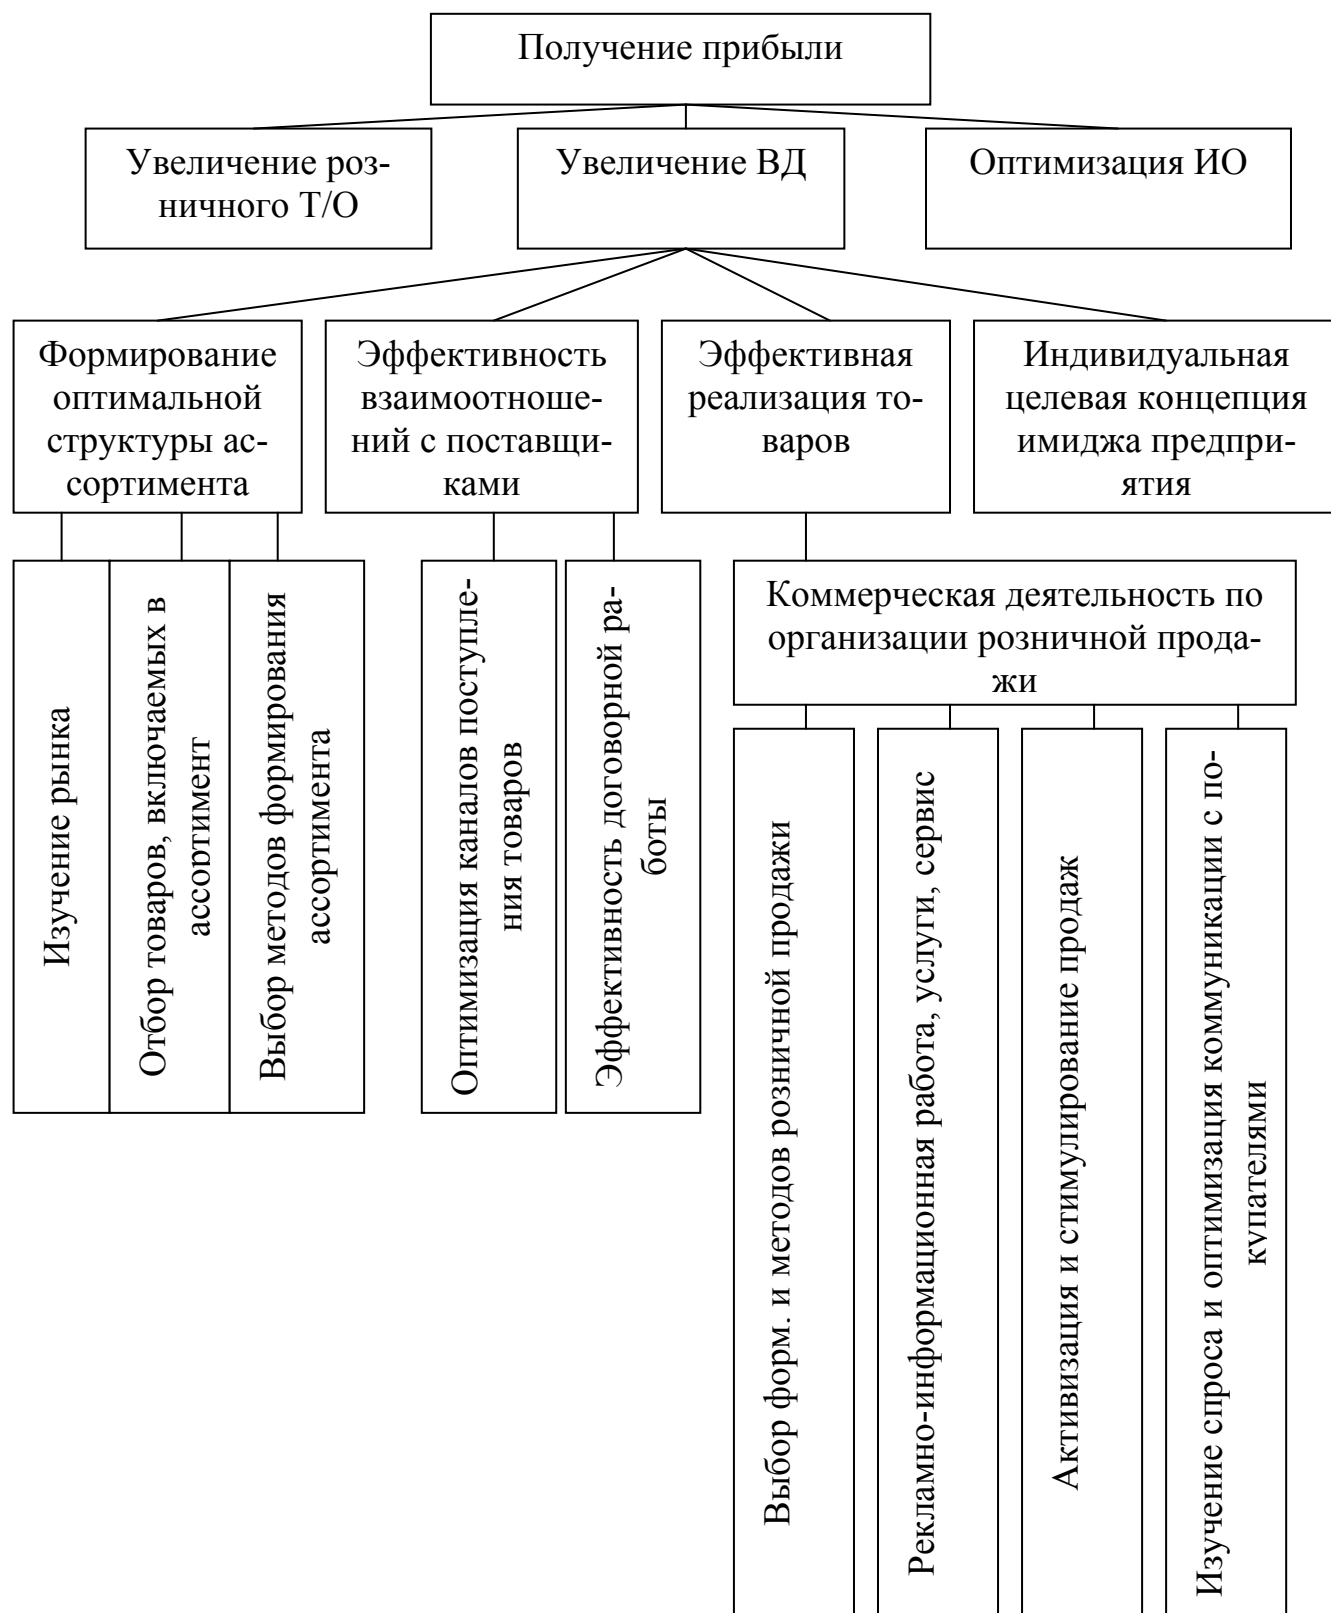 Получение прибыли
Увеличение роз-
ничного Т/О
Увеличение ВД
Оптимизация ИО
Формирование
оптимальной
структуры ас-
сортимента
Эффективность
взаимоотноше-
ний с поставщи-
ками
Эффективная
реализация то-
варов
Индивидуальная
целевая концепция
имиджа предпри-
ятия
Изучение рынка
Отбор товаров, включаемых в
ассортимент
Выбор методов формирования
ассортимента
Оптимизация каналов поступле-
ния товаров
Эффективность договорной ра-
боты
Коммерческая деятельность по
организации розничной прода-
жи
Выбор форм. и методов розничной продажи
Рекламно-информационная работа, услуги, сервис
Активизация и стимулирование продаж
Изучение спроса и оптимизация коммуникации с по-
купателями